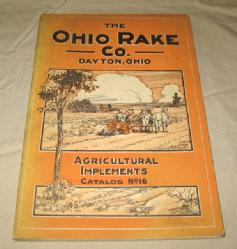 THE
OHIO RAKE
CO.
DAYTON, OHIO
AGRICULTURAL
IMPLEMENTS
CATALOG Nº16